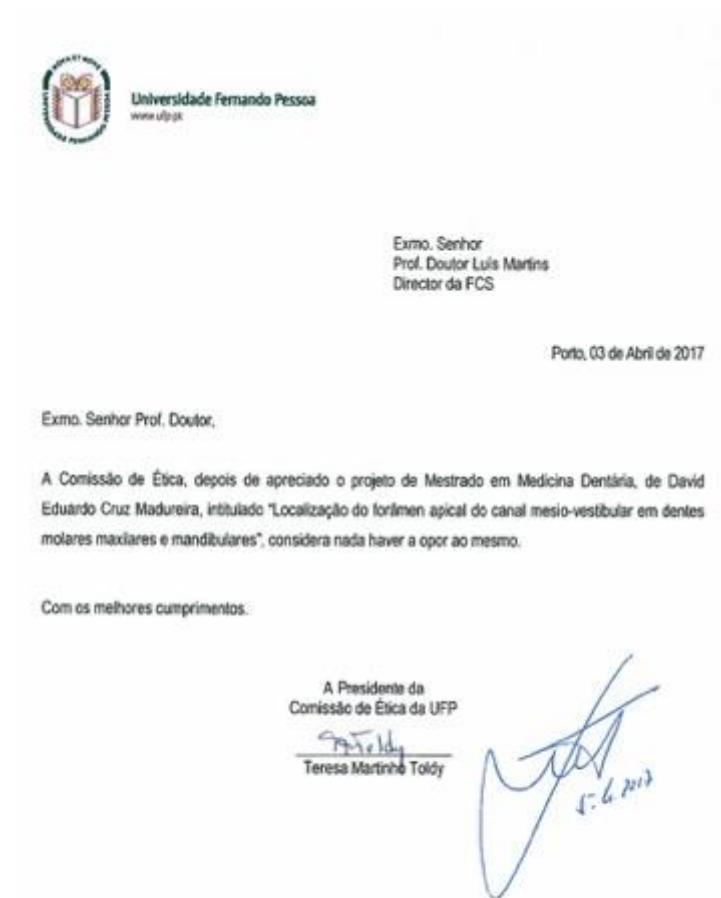 Universidade Fernando Pessoa
www.ufp.pt
Exmo. Senhor
Prof. Doutor Luís Martins
Director da FCS
Porto, 03 de Abril de 2017
Exmo. Senhor Prof. Doutor,
A Comissão de Ética, depois de apreciado o projeto de Mestrado em Medicina Dentária, de David
Eduardo Cruz Madureira, intitulado "Localização do forâmen apical do canal mesio-vestibular em dentes
molares maxilares e mandibulares", considera nada haver a opor ao mesmo.
Com os melhores cumprimentos.
A Presidente da
Comissão de Ética da UFP
Toldy
Teresa Martinho Toldy